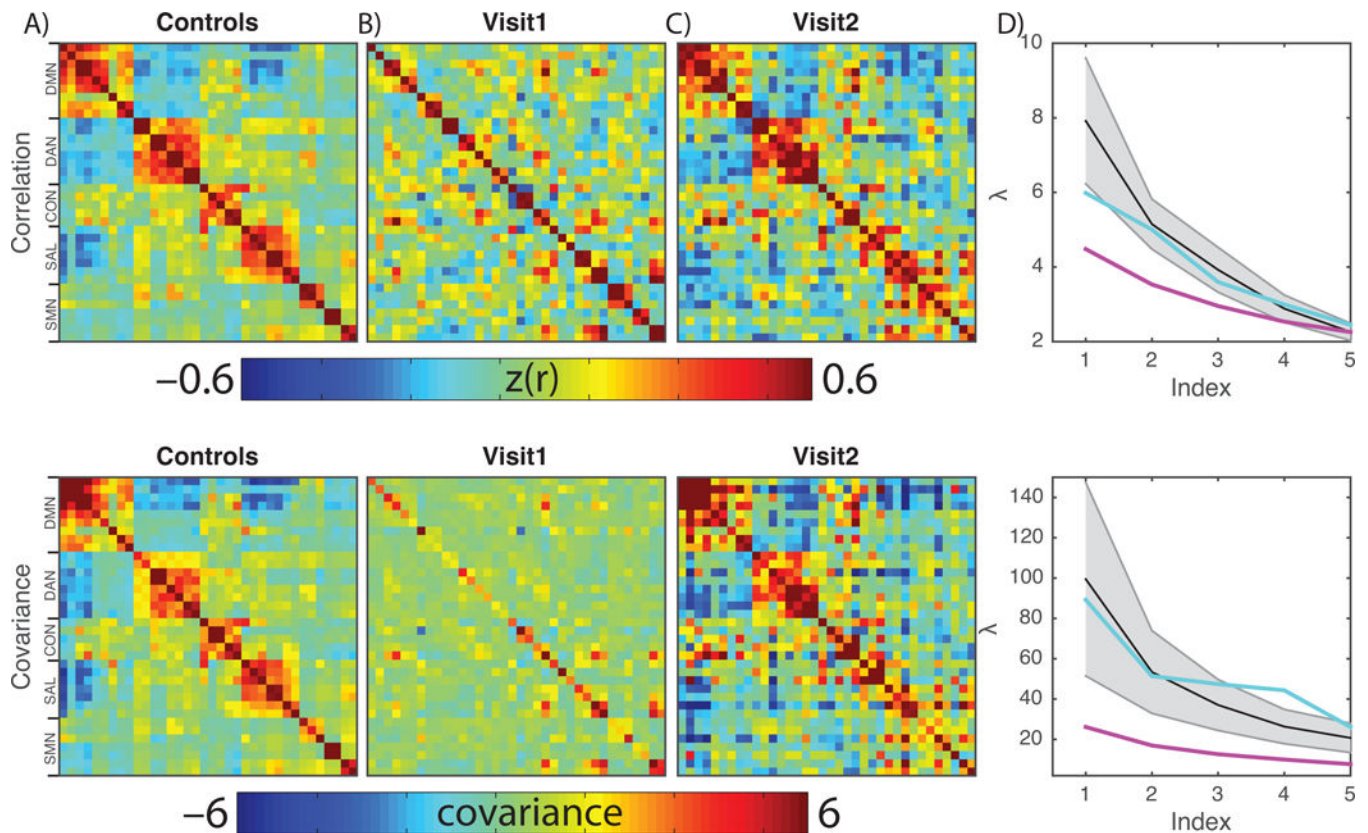 A) Controls B) Visit1 C) Visit2 D)
Correlation
DMN
DAN
CON
SAL
SMN
−0.6 z(r) 0.6
10
8
6
4
2
λ
1 2 3 4 5
Index
Controls Visit1 Visit2
Covariance
DMN
DAN
CON
SAL
SMN
−6 covariance 6
140
120
100
80
60
40
20
λ
1 2 3 4 5
Index